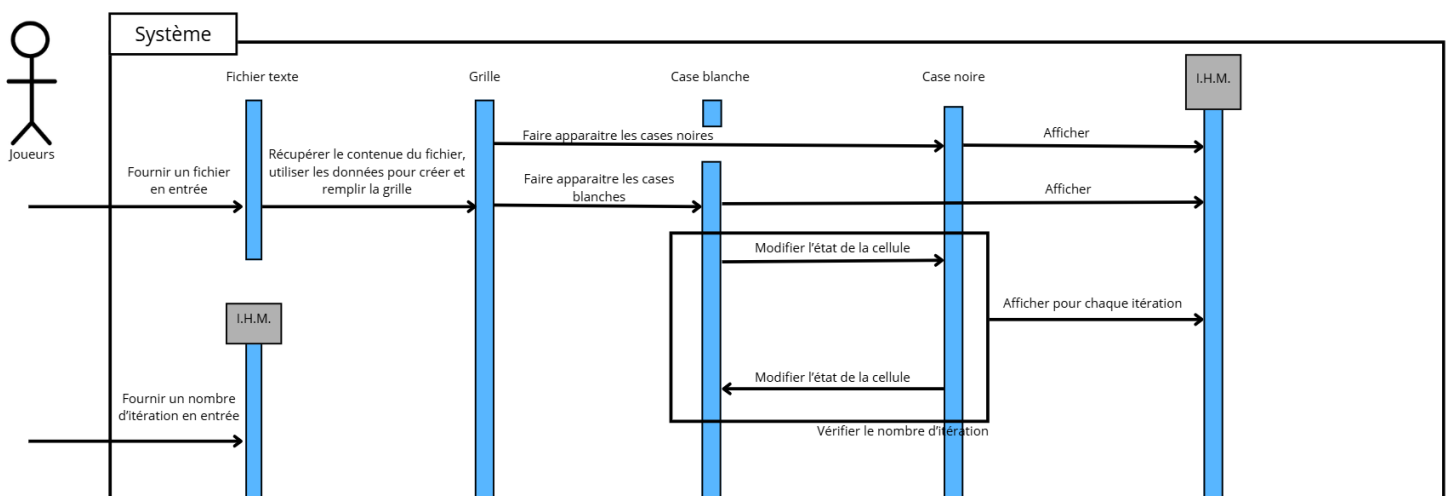 Système
Fichier texte
Grille
Case blanche
Case noire
I.H.M.
Joueurs
Faire apparaitre les cases noires
Afficher
Fournir un fichier
en entrée
Récupérer le contenue du fichier,
utiliser les données pour créer et
remplir la grille
Faire apparaitre les cases
blanches
Afficher
Modifier l'état de la cellule
Afficher pour chaque itération
I.H.M.
Modifier l'état de la cellule
Fournir un nombre
d'itération en entrée
Vérifier le nombre d'itération